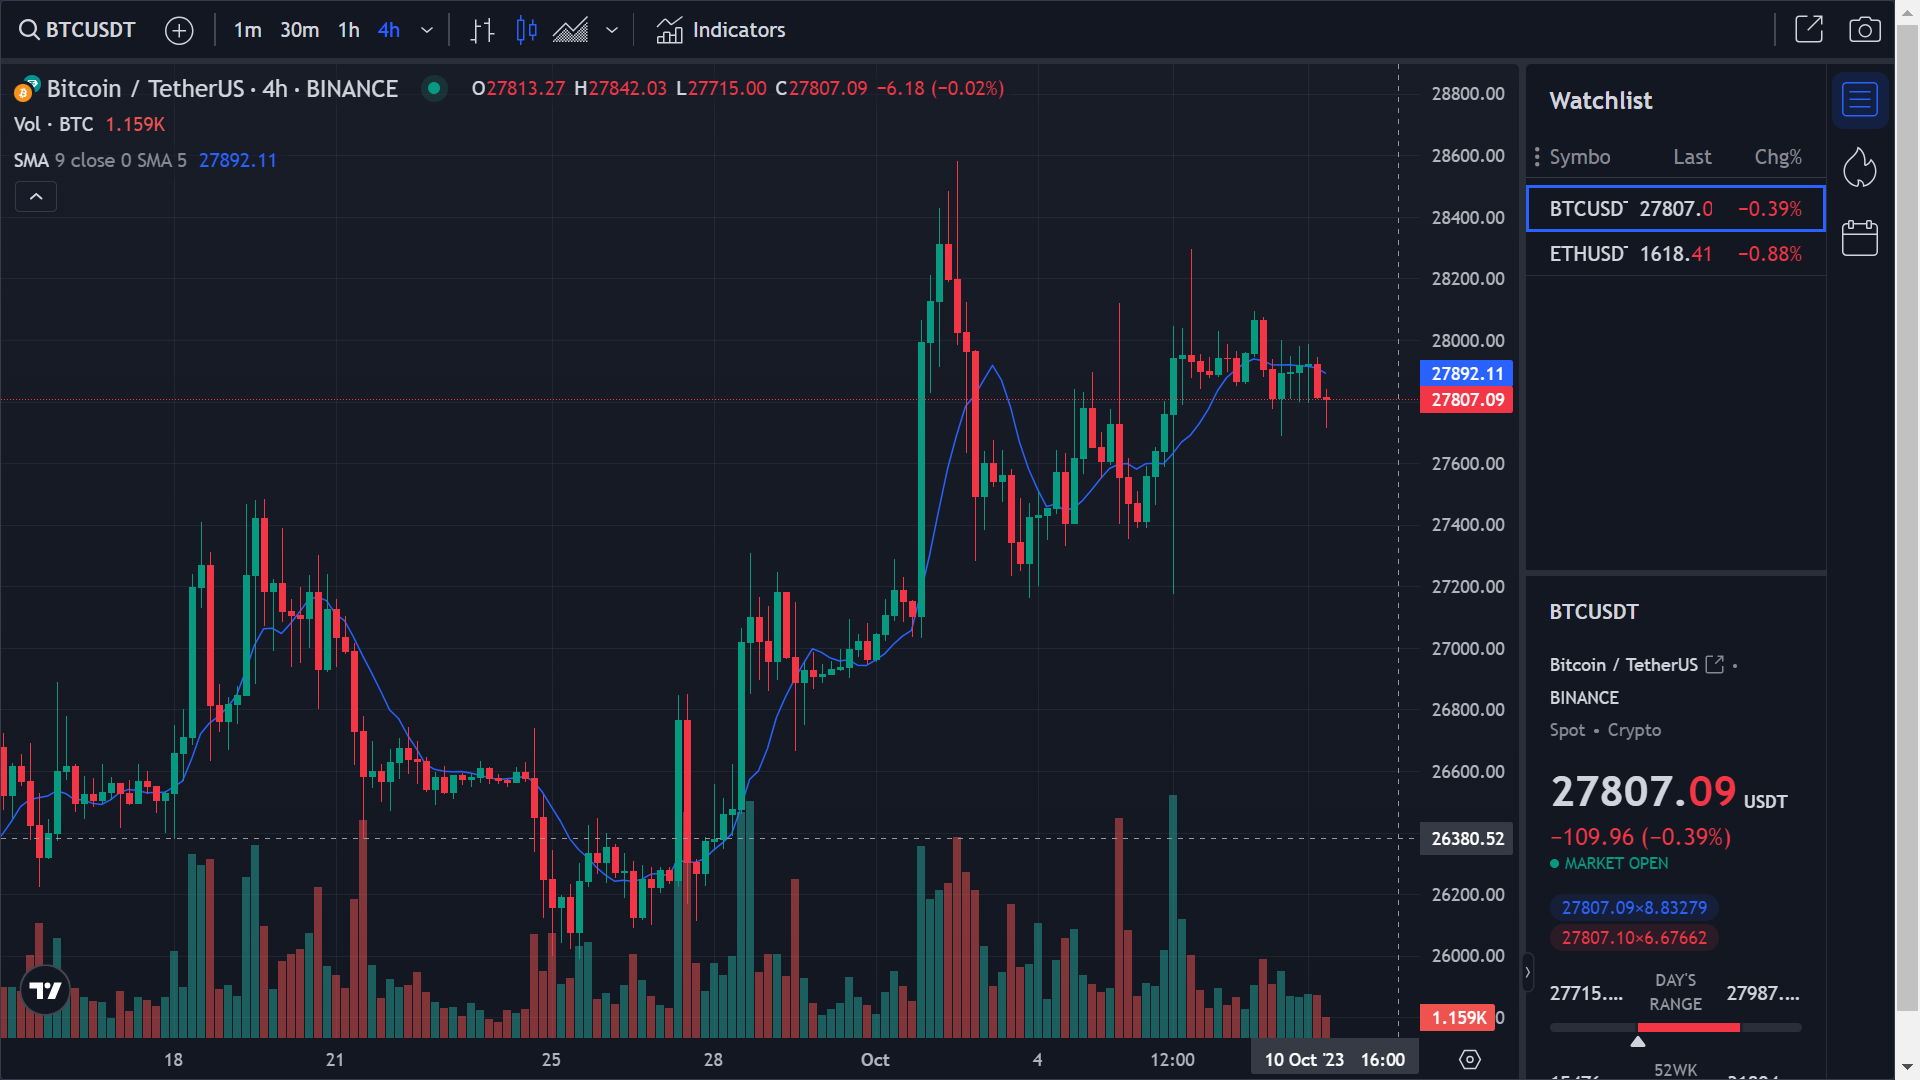 BTCUSDT 1m 30m 1h 4h Indicators
Bitcoin / TetherUS · 4h · BINANCE O27813.27 H27842.03 L27715.00 C27807.09 −6.18 (−0.02%)
Vol · BTC 1.159K
SMA 9 close 0 SMA 5 27892.11
28800.00
28600.00
28400.00
28200.00
28000.00
27892.11
27807.09
27600.00
27400.00
27200.00
27000.00
26800.00
26600.00
26380.52
26200.00
26000.00
1.159K 0
18 21 25 28 Oct 4 12:00 10 Oct '23 16:00
Watchlist
Symbo Last Chg%
BTCUSDT 27807.0 −0.39%
ETHUSDT 1618.41 −0.88%
BTCUSDT
Bitcoin / TetherUS •
BINANCE
Spot • Crypto
27807.09 USDT
−109.96 (−0.39%)
MARKET OPEN
27807.09×8.83279
27807.10×6.67662
27715.... DAY'S RANGE 27987....
52WK